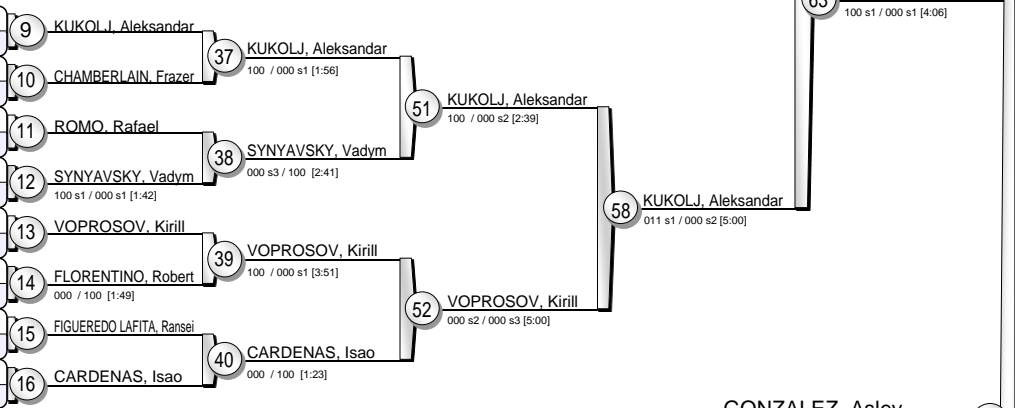 9
KUKOLJ, Aleksandar
10
CHAMBERLAIN, Frazer
37
KUKOLJ, Aleksandar
100 / 000 s1 [1:56]
11
ROMO, Rafael
12
SYNYAVSKY, Vadym
100 s1 / 000 s1 [1:42]
38
SYNYAVSKY, Vadym
000 s3 / 100 [2:41]
51
KUKOLJ, Aleksandar
100 / 000 s2 [2:39]
13
VOPROSOV, Kirill
14
FLORENTINO, Robert
000 / 100 [1:49]
39
VOPROSOV, Kirill
100 / 000 s1 [3:51]
15
FIGUEREDO LAFITA, Ransei
16
CARDENAS, Isao
40
CARDENAS, Isao
000 / 100 [1:23]
52
VOPROSOV, Kirill
000 s2 / 000 s3 [5:00]
58
KUKOLJ, Aleksandar
011 s1 / 000 s2 [5:00]
63
100 s1 / 000 s1 [4:06]
GONZALEZ, Asley